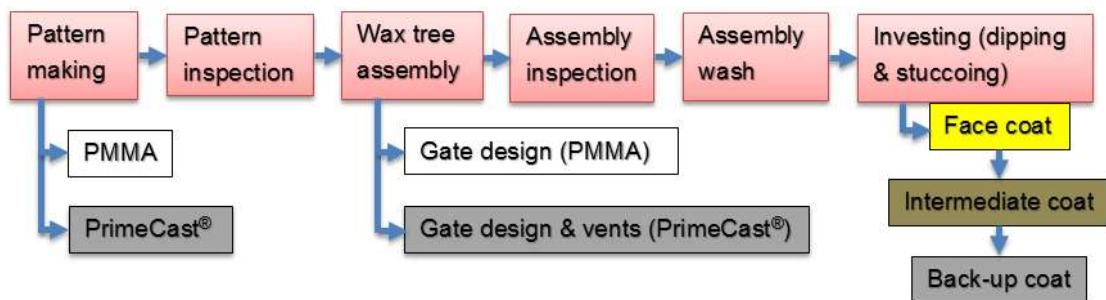 Pattern
making
Pattern
inspection
Wax tree
assembly
Assembly
inspection
Assembly
wash
Investing (dipping
& stuccoing)
PMMA
PrimeCast®
Gate design (PMMA)
Gate design & vents (PrimeCast®)
Face coat
Intermediate coat
Back-up coat